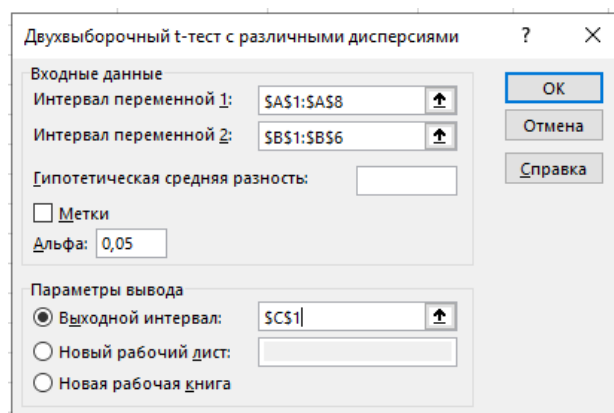 Двухвыборочный t-тест с различными дисперсиями ? ×
Входные данные
Интервал переменной 1: $A$1:$A$8
Интервал переменной 2: $B$1:$B$6
Гипотетическая средняя разность:
Метки
Альфа: 0,05
ОК
Отмена
Справка
Параметры вывода
Выходной интервал: $C$1
Новый рабочий лист:
Новая рабочая книга